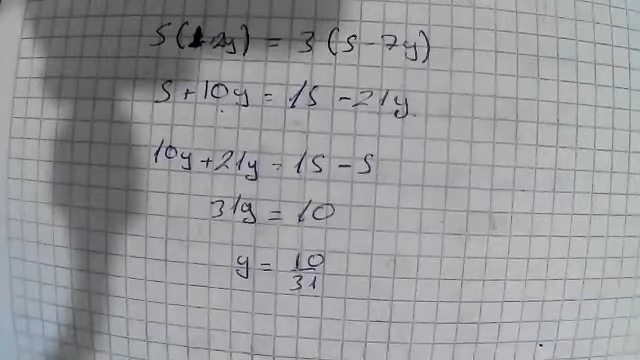 5(1+2y) = 3(5-7y)
5+10y = 15-21y
10y+21y = 15-5
31y = 10
y = 10/31